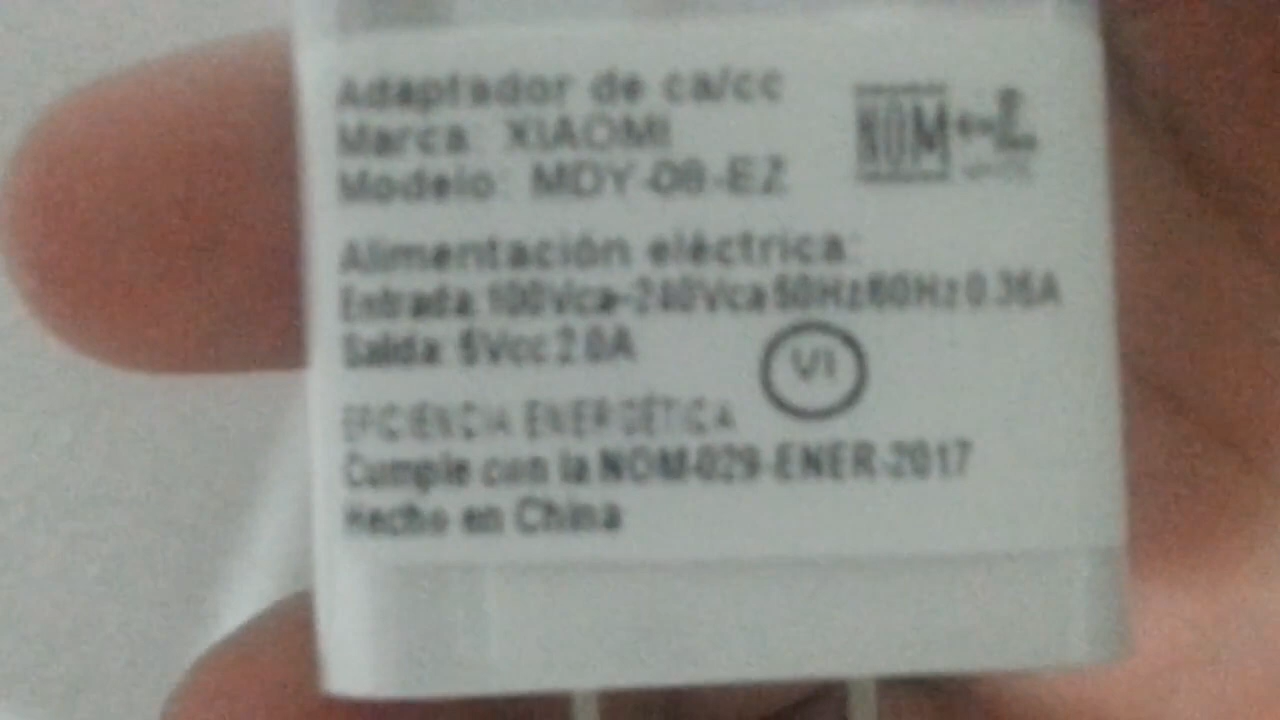 Adaptador de ca/cc
Marca: XIAOMI
Modelo: MDY-08-EZ
NOM
Alimentación eléctrica:
Entrada: 100Vca-240Vca 50Hz/60Hz 0.35A
Salida: 5Vcc 2.0A
VI
EFICIENCIA ENERGÉTICA
Cumple con la NOM-029-ENER-2017
Hecho en China